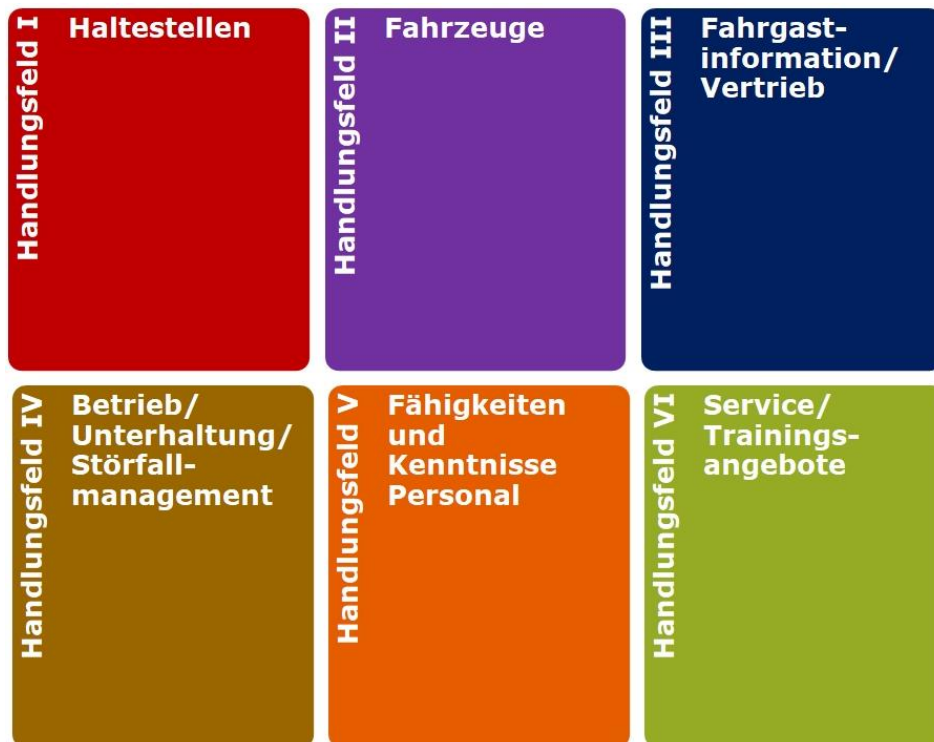 Handlungsfeld I
Haltestellen
Handlungsfeld II
Fahrzeuge
Handlungsfeld III
Fahrgast-
information/
Vertrieb
Handlungsfeld IV
Betrieb/
Unterhaltung/
Störfall-
management
Handlungsfeld V
Fähigkeiten
und
Kenntnisse
Personal
Handlungsfeld VI
Service/
Trainings-
angebote